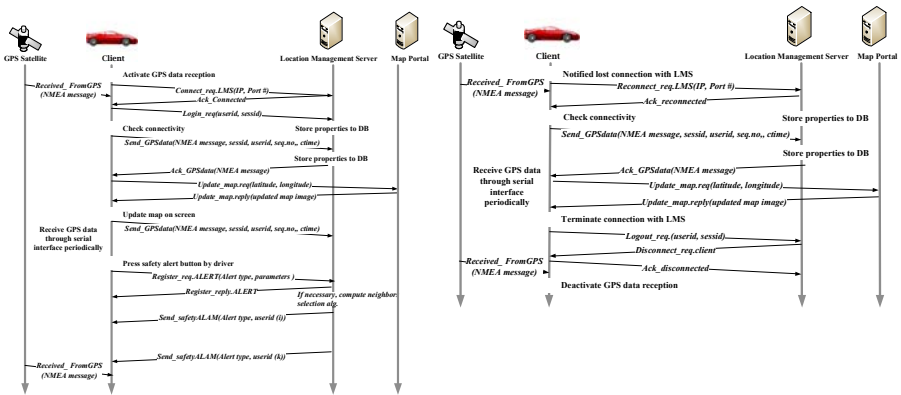 GPS Satellite
Client
Location Management Server
Map Portal
Activate GPS data reception
Received_ FromGPS
(NMEA message)
Connect_req.LMS(IP, Port #)
Ack_Connected
Login_req(userid, sessid)
Check connectivity
Store properties to DB
Send_GPSdata(NMEA message, sessid, userid, seq.no,, ctime)
Store properties to DB
Ack_GPSdata(NMEA message)
Update_map.req(latitude, longitude)
Update_map.reply(updated map image)
Update map on screen
Receive GPS data
through serial
interface periodically
Send_GPSdata(NMEA message, sessid, userid, seq.no,, ctime)
Press safety alert button by driver
Register_req.ALERT(Alert type, parameters )
Register_reply.ALERT
If necessary, compute neighbor
selection alg.
Send_safetyALAM(Alert type, userid (i))
Send_safetyALAM(Alert type, userid (k))
Received_ FromGPS
(NMEA message)
GPS Satellite
Client
Location Management Server
Map Portal
Notified lost connection with LMS
Received_FromGPS
(NMEA message)
Reconnect_req.LMS(IP, Port #)
Ack_reconnected
Check connectivity
Store properties to DB
Send_GPSdata(NMEA message, sessid, userid, seq.no,, ctime)
Store properties to DB
Receive GPS data
through serial
interface
periodically
Ack_GPSdata(NMEA message)
Update_map.req(latitude, longitude)
Update_map.reply(updated map image)
Terminate connection with LMS
Logout_req.(userid, sessid)
Disconnect_req.client
Received_ FromGPS
(NMEA message)
Ack_disconnected
Deactivate GPS data reception